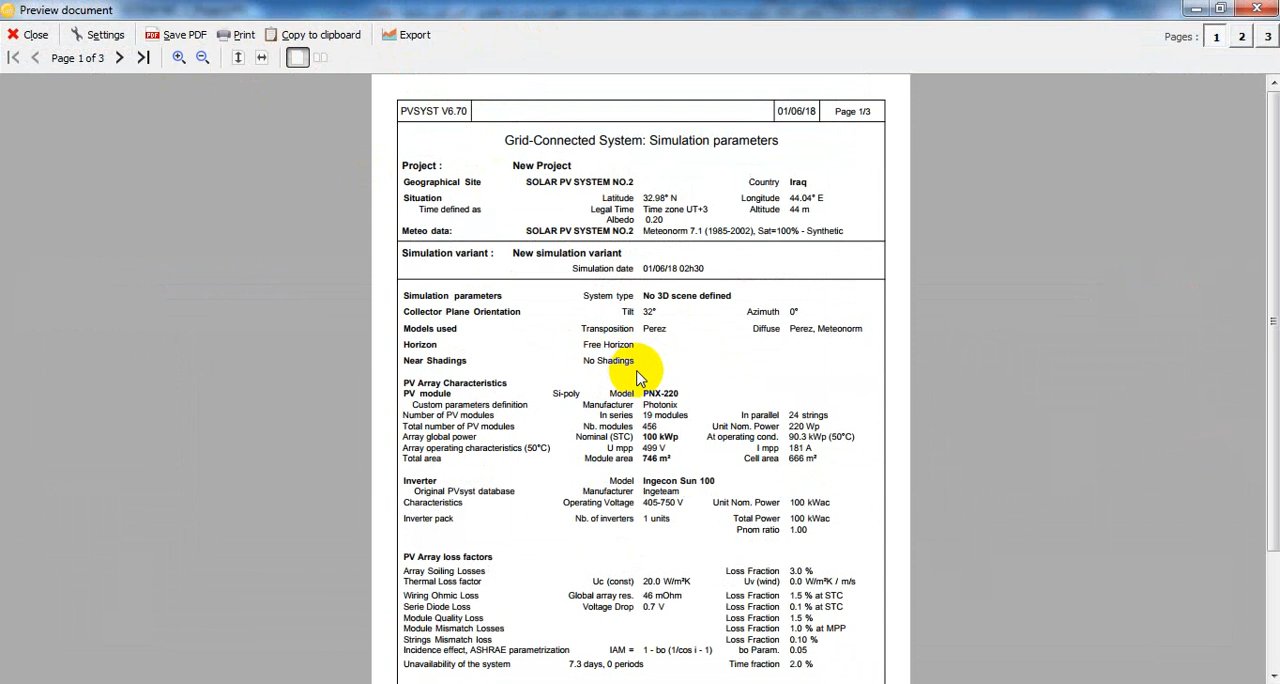 Preview document
Close Settings Save PDF Print Copy to clipboard Export Pages : 1 2 3
Page 1 of 3
PVSYST V6.70 01/06/18 Page 1/3
Grid-Connected System: Simulation parameters
Project : New Project
Geographical Site SOLAR PV SYSTEM NO.2 Country Iraq
Situation Latitude 32.98° N Longitude 44.04° E
Time defined as Legal Time Time zone UT+3 Altitude 44 m
Albedo 0.20
Meteo data: SOLAR PV SYSTEM NO.2 Meteonorm 7.1 (1985-2002), Sat=100% - Synthetic
Simulation variant : New simulation variant
Simulation date 01/06/18 02h30
Simulation parameters System type No 3D scene defined
Collector Plane Orientation Tilt 32° Azimuth 0°
Models used Transposition Perez Diffuse Perez, Meteonorm
Horizon Free Horizon
Near Shadings No Shadings
PV Array Characteristics
PV module Si-poly Model PNX-220
Custom parameters definition Manufacturer Photonix
Number of PV modules In series 19 modules In parallel 24 strings
Total number of PV modules Nb. modules 456 Unit Nom. Power 220 Wp
Array global power Nominal (STC) 100 kWp At operating cond. 90.3 kWp (50°C)
Array operating characteristics (50°C) U mpp 499 V I mpp 181 A
Total area Module area 746 m² Cell area 666 m²
Inverter Model Ingecon Sun 100
Original PVsyst database Manufacturer Ingeteam
Characteristics Operating Voltage 405-750 V Unit Nom. Power 100 kWac
Inverter pack Nb. of inverters 1 units Total Power 100 kWac
Pnom ratio 1.00
PV Array loss factors
Array Soiling Losses Loss Fraction 3.0 %
Thermal Loss factor Uc (const) 20.0 W/m²K Uv (wind) 0.0 W/m²K / m/s
Wiring Ohmic Loss Global array res. 46 mOhm Loss Fraction 1.5 % at STC
Serie Diode Loss Voltage Drop 0.7 V Loss Fraction 0.1 % at STC
Module Quality Loss Loss Fraction 1.5 %
Module Mismatch Losses Loss Fraction 1.0 % at MPP
Strings Mismatch loss Loss Fraction 0.10 %
Incidence effect, ASHRAE parametrization IAM = 1 - bo (1/cos i - 1) bo Param. 0.05
Unavailability of the system 7.3 days, 0 periods Time fraction 2.0 %